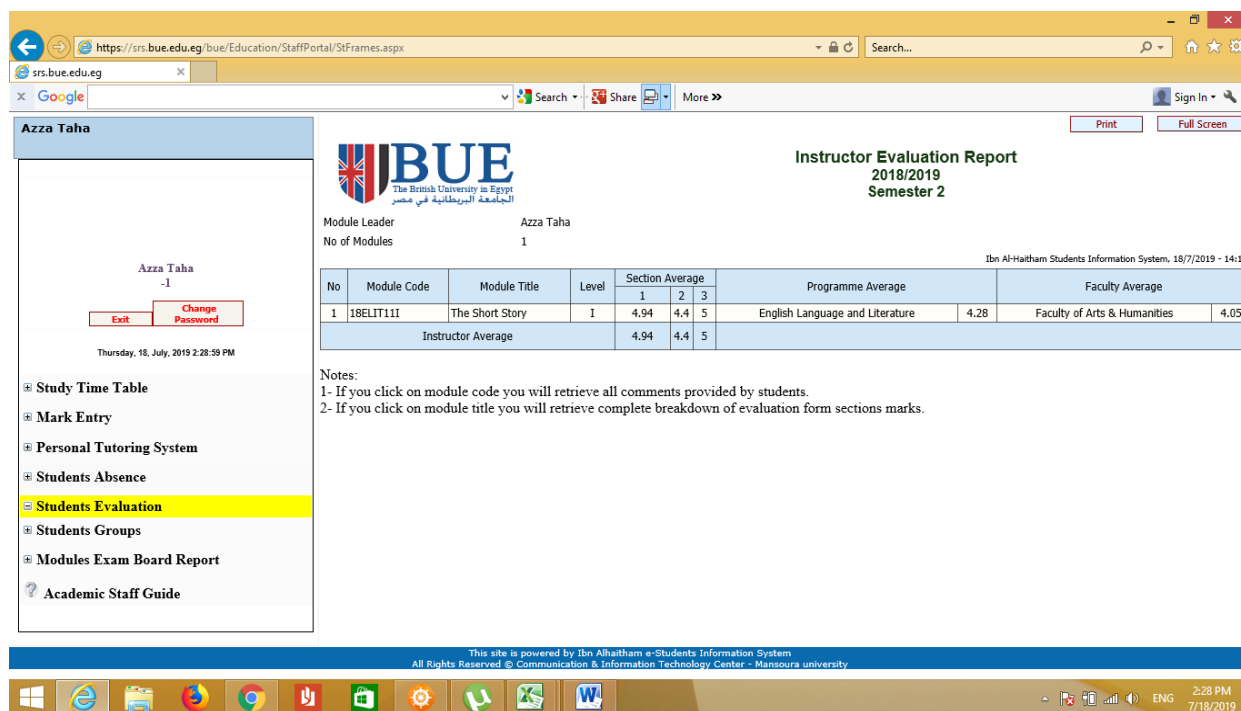 https://srs.bue.edu.eg/bue/Education/StaffPortal/StFrames.aspx
Search...
srs.bue.edu.eg
x Google
Search
Share
More »
Sign In
Azza Taha
Print
Full Screen
BUE
The British University in Egypt
الجامعة البريطانية في مصر
Instructor Evaluation Report
2018/2019
Semester 2
Module Leader Azza Taha
No of Modules 1
Ibn Al-Haitham Students Information System, 18/7/2019 - 14:1
No Module Code Module Title Level Section Average Programme Average Faculty Average
1 2 3
1 18ELIT11I The Short Story I 4.94 4.4 5 English Language and Literature 4.28 Faculty of Arts & Humanities 4.05
Instructor Average 4.94 4.4 5
Notes:
1- If you click on module code you will retrieve all comments provided by students.
2- If you click on module title you will retrieve complete breakdown of evaluation form sections marks.
Azza Taha
-1
Exit
Change
Password
Thursday, 18, July, 2019 2:28:59 PM
Study Time Table
Mark Entry
Personal Tutoring System
Students Absence
Students Evaluation
Students Groups
Modules Exam Board Report
Academic Staff Guide
This site is powered by Ibn Alhaitham e-Students Information System
All Rights Reserved © Communication & Information Technology Center - Mansoura university
ENG
2:28 PM
7/18/2019